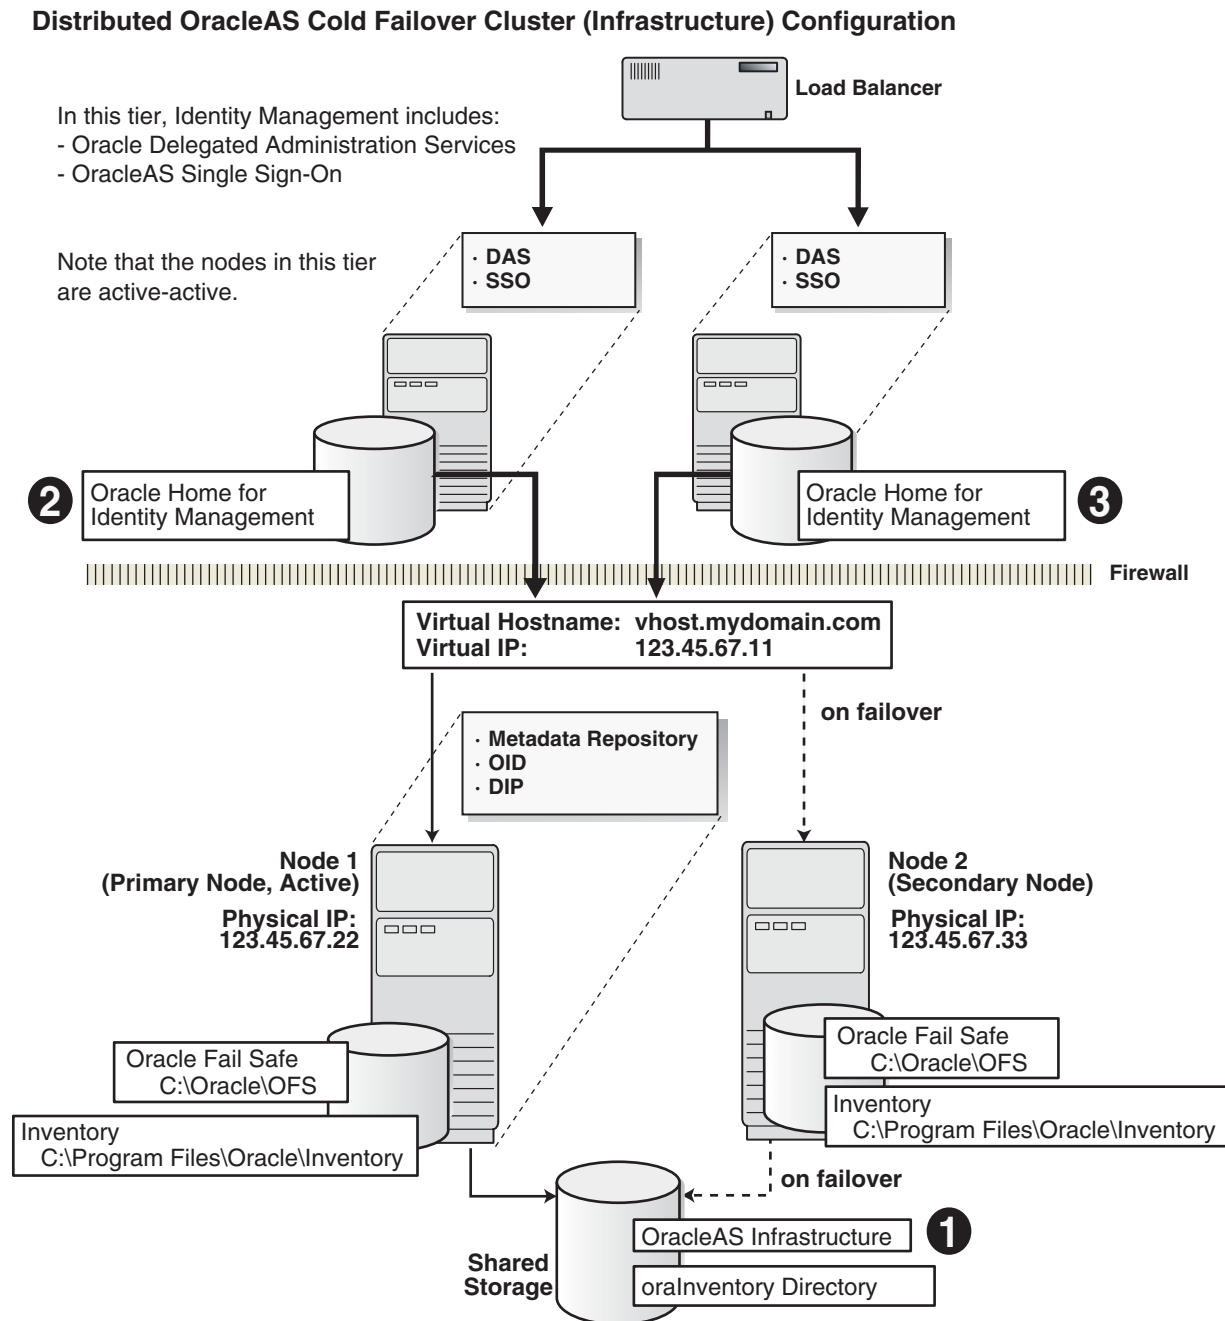 Distributed OracleAS Cold Failover Cluster (Infrastructure) Configuration
Load Balancer
In this tier, Identity Management includes:
- Oracle Delegated Administration Services
- OracleAS Single Sign-On
Note that the nodes in this tier
are active-active.
· DAS
· SSO
· DAS
· SSO
2
Oracle Home for
Identity Management
Oracle Home for
Identity Management
3
Firewall
Virtual Hostname: vhost.mydomain.com
Virtual IP: 123.45.67.11
on failover
· Metadata Repository
· OID
· DIP
Node 1
(Primary Node, Active)
Physical IP:
123.45.67.22
Node 2
(Secondary Node)
Physical IP:
123.45.67.33
Oracle Fail Safe
C:\Oracle\OFS
Inventory
C:\Program Files\Oracle\Inventory
Oracle Fail Safe
C:\Oracle\OFS
Inventory
C:\Program Files\Oracle\Inventory
on failover
Shared
Storage
OracleAS Infrastructure
1
oraInventory Directory